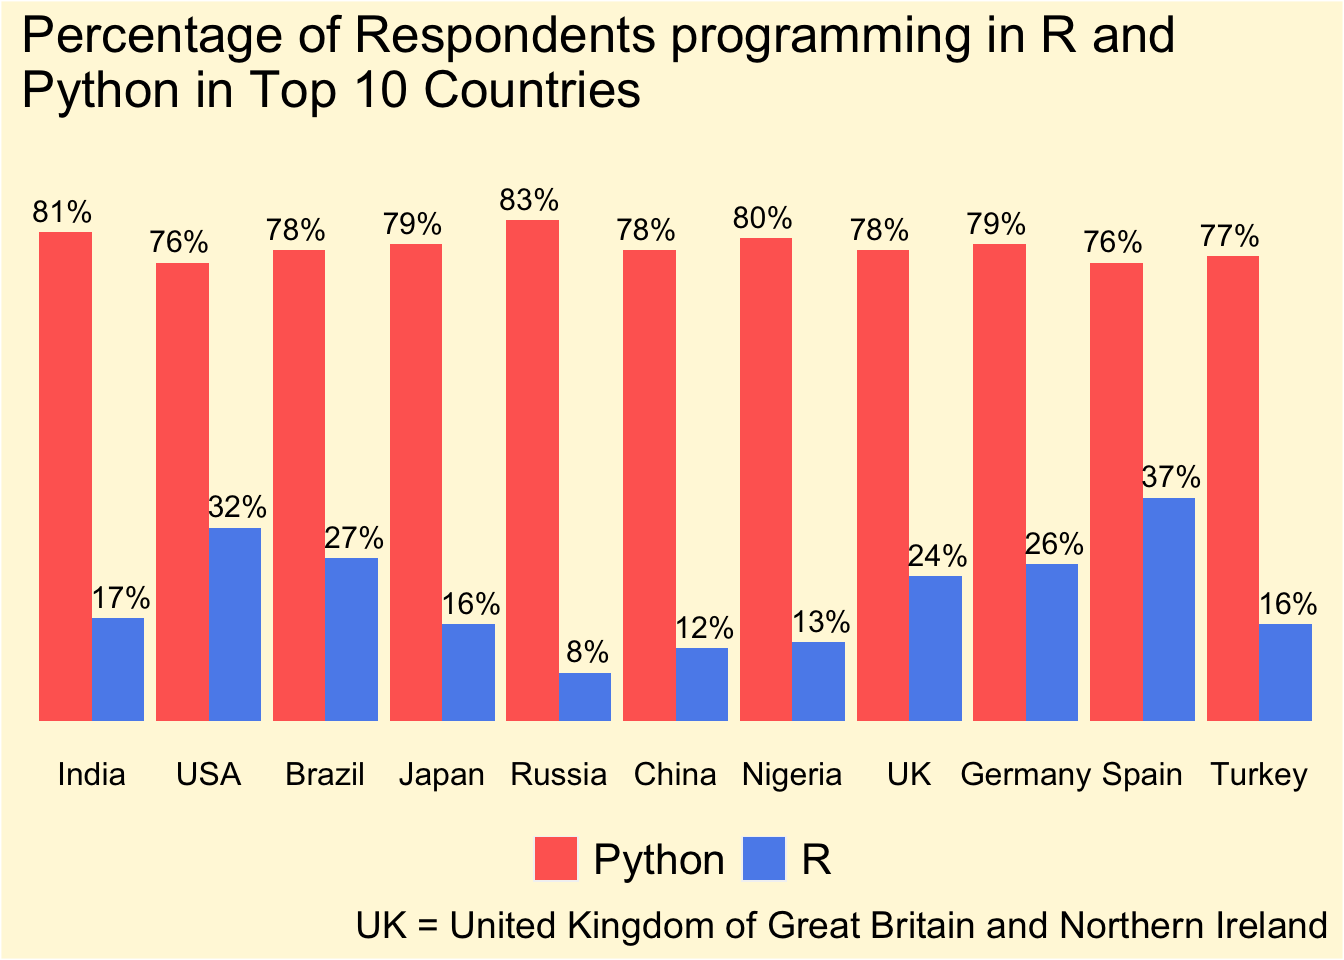 Percentage of Respondents programming in R and
Python in Top 10 Countries
81% 76% 78% 79% 83% 78% 80% 78% 79% 76% 77%
17% 32% 27% 16% 8% 12% 13% 24% 26% 37% 16%
India USA Brazil Japan Russia China Nigeria UK Germany Spain Turkey
Python R
UK = United Kingdom of Great Britain and Northern Ireland